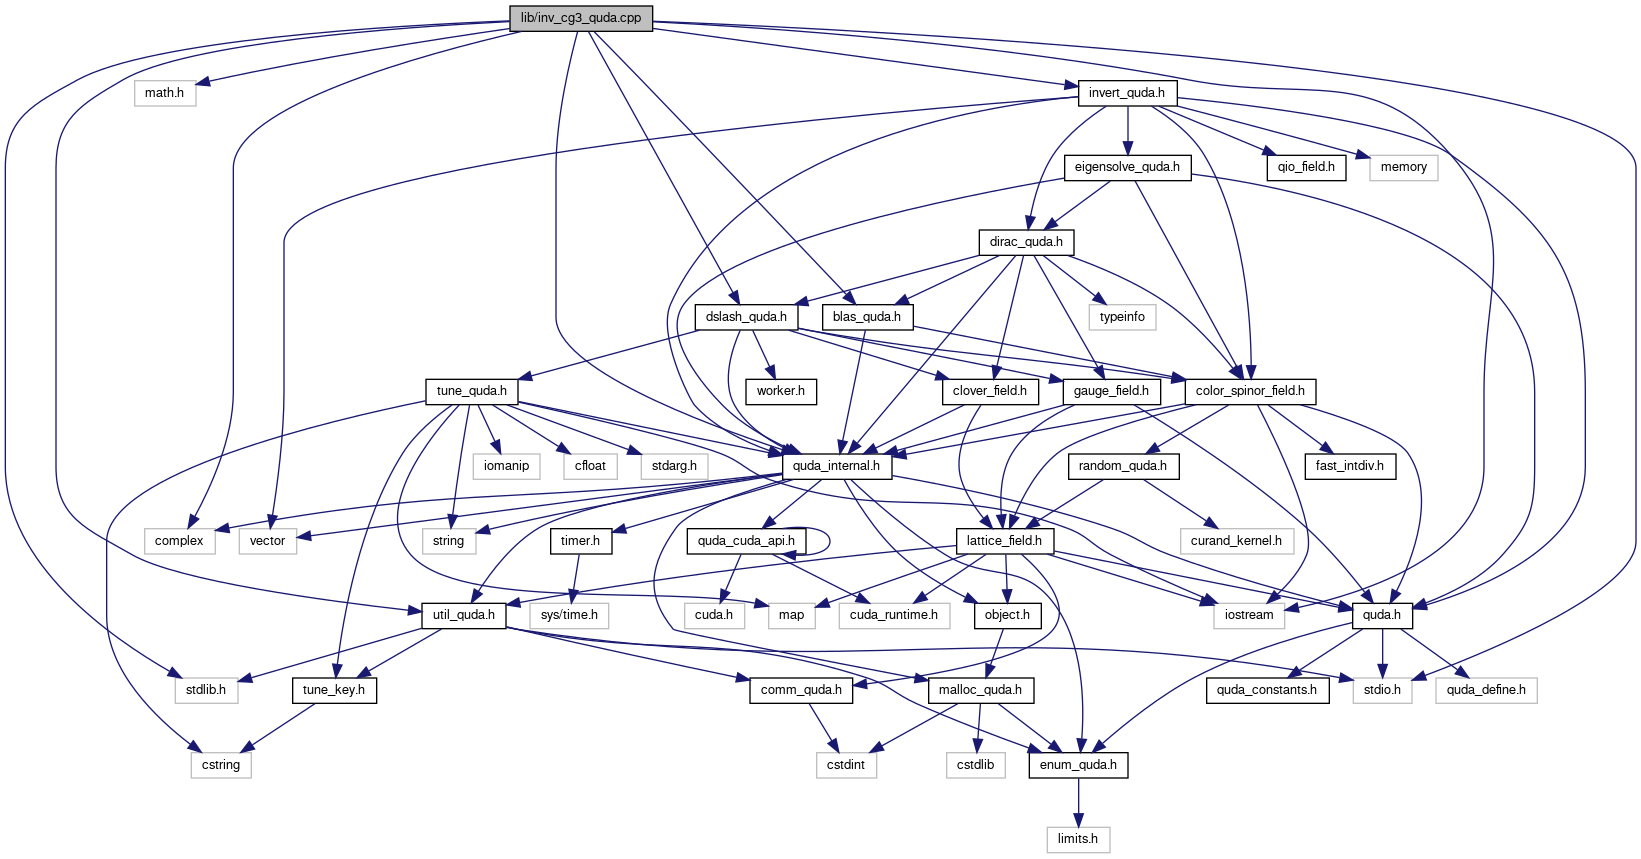 lib/inv_cg3_quda.cpp
math.h
invert_quda.h
eigensolve_quda.h
qio_field.h
memory
dirac_quda.h
dslash_quda.h
blas_quda.h
typeinfo
tune_quda.h
worker.h
clover_field.h
gauge_field.h
color_spinor_field.h
iomanip
cfloat
stdarg.h
quda_internal.h
random_quda.h
fast_intdiv.h
complex
vector
string
timer.h
quda_cuda_api.h
lattice_field.h
curand_kernel.h
util_quda.h
sys/time.h
cuda.h
map
cuda_runtime.h
object.h
iostream
quda.h
stdlib.h
tune_key.h
comm_quda.h
malloc_quda.h
quda_constants.h
stdio.h
quda_define.h
cstring
cstdint
cstdlib
enum_quda.h
limits.h